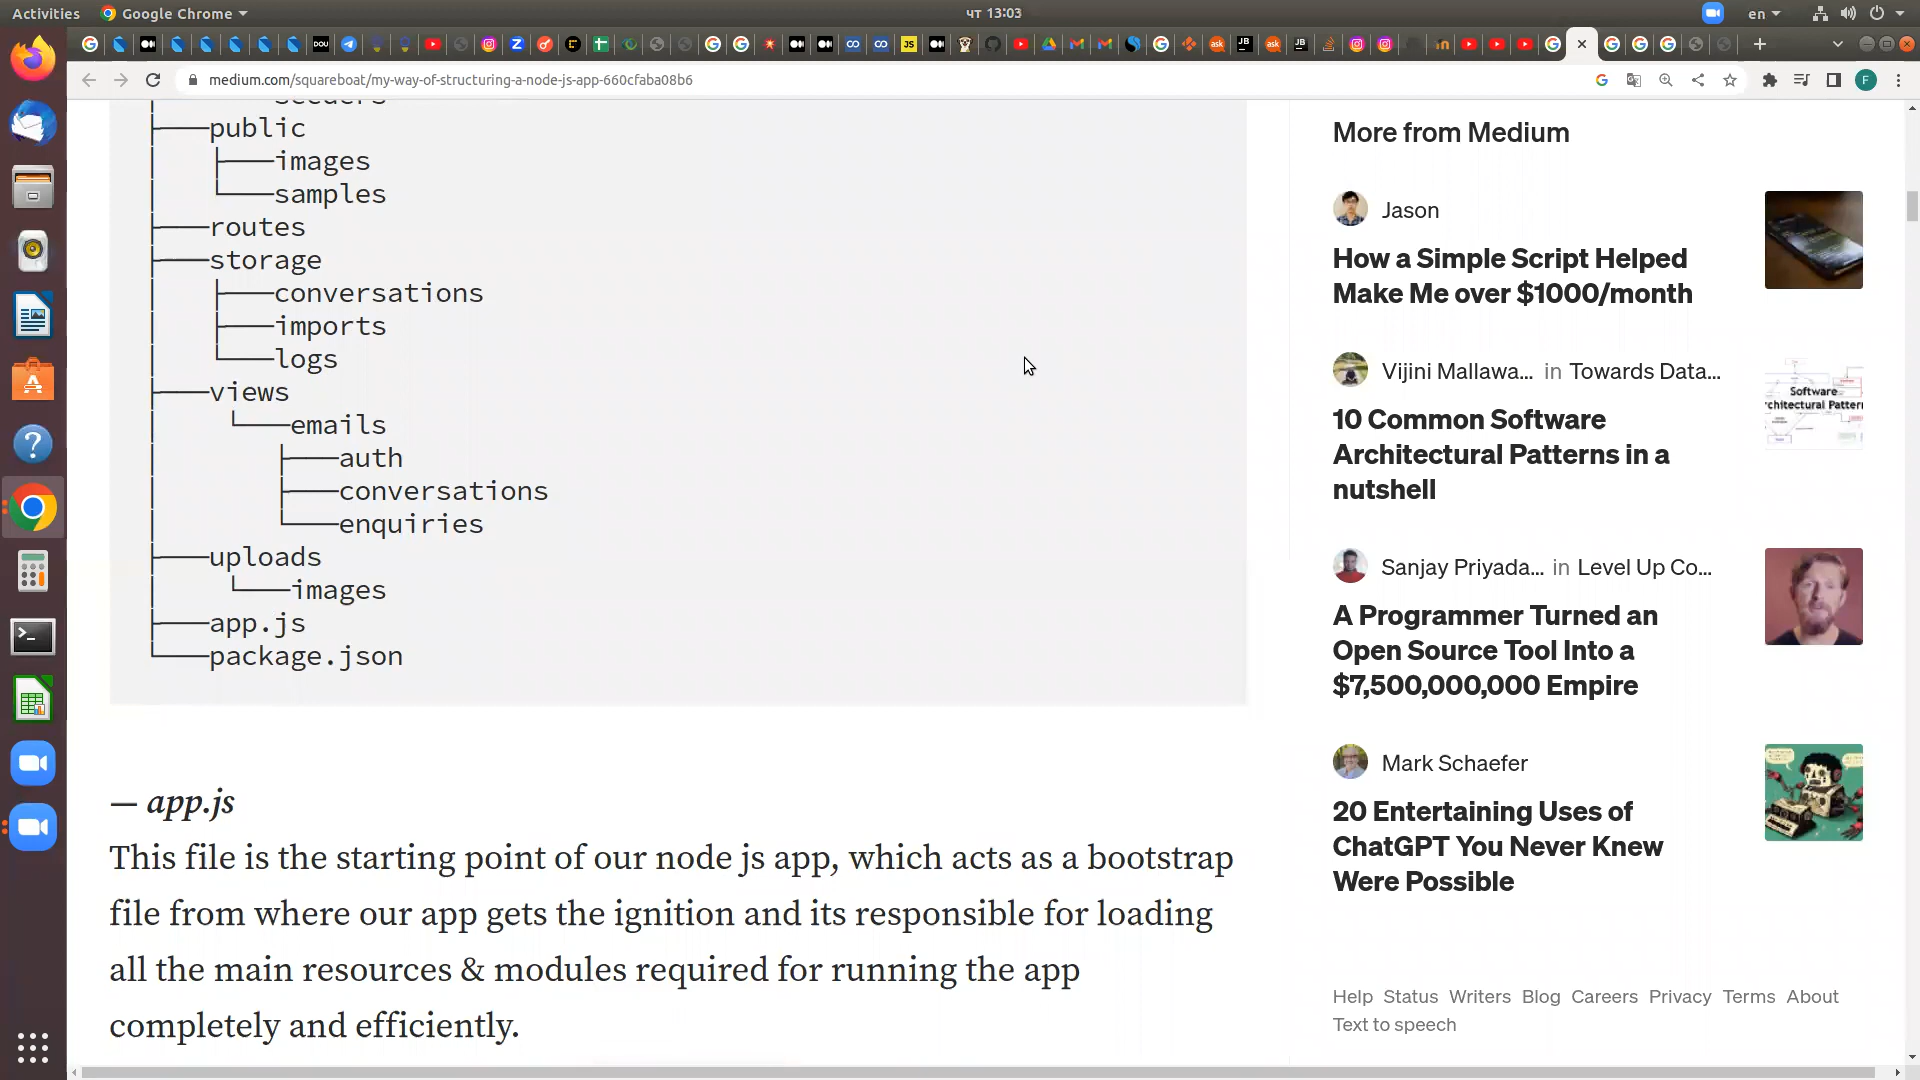 Activities
Google Chrome
чт 13:03
en
medium.com/squareboat/my-way-of-structuring-a-node-js-app-660cfaba08b6
F
seeders
public
images
samples
routes
storage
conversations
imports
logs
views
emails
auth
conversations
enquiries
uploads
images
app.js
package.json
— app.js
This file is the starting point of our node js app, which acts as a bootstrap
file from where our app gets the ignition and its responsible for loading
all the main resources & modules required for running the app
completely and efficiently.
More from Medium
Jason
How a Simple Script Helped
Make Me over $1000/month
Vijini Mallawa... in Towards Data...
10 Common Software
Architectural Patterns in a
nutshell
Software
rchitectural Pattern
Sanjay Priyada... in Level Up Co...
A Programmer Turned an
Open Source Tool Into a
$7,500,000,000 Empire
Mark Schaefer
20 Entertaining Uses of
ChatGPT You Never Knew
Were Possible
Help Status Writers Blog Careers Privacy Terms About
Text to speech